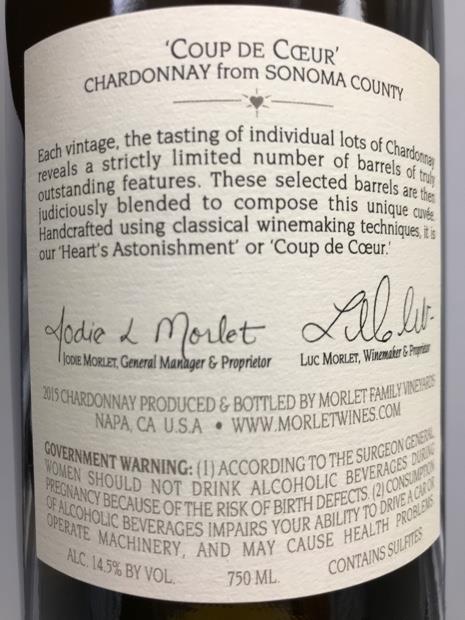 'COUP DE CŒUR'
CHARDONNAY from SONOMA COUNTY
Each vintage, the tasting of individual lots of Chardonnay
reveals a strictly limited number of barrels of truly
outstanding features. These selected barrels are then
judiciously blended to compose this unique cuvée.
Handcrafted using classical winemaking techniques, it is
our 'Heart's Astonishment' or 'Coup de Cœur.'
Jodie L Morlet
JODIE MORLET, General Manager & Proprietor
LUC MORLET, Winemaker & Proprietor
2015 CHARDONNAY PRODUCED & BOTTLED BY MORLET FAMILY VINEYARDS
NAPA, CA U.S.A • WWW.MORLETWINES.COM
GOVERNMENT WARNING: (1) ACCORDING TO THE SURGEON GENERAL,
WOMEN SHOULD NOT DRINK ALCOHOLIC BEVERAGES DURING
PREGNANCY BECAUSE OF THE RISK OF BIRTH DEFECTS. (2) CONSUMPTION
OF ALCOHOLIC BEVERAGES IMPAIRS YOUR ABILITY TO DRIVE A CAR OR
OPERATE MACHINERY, AND MAY CAUSE HEALTH PROBLEMS
ALC. 14.5% BY VOL. 750 ML. CONTAINS SULFITES